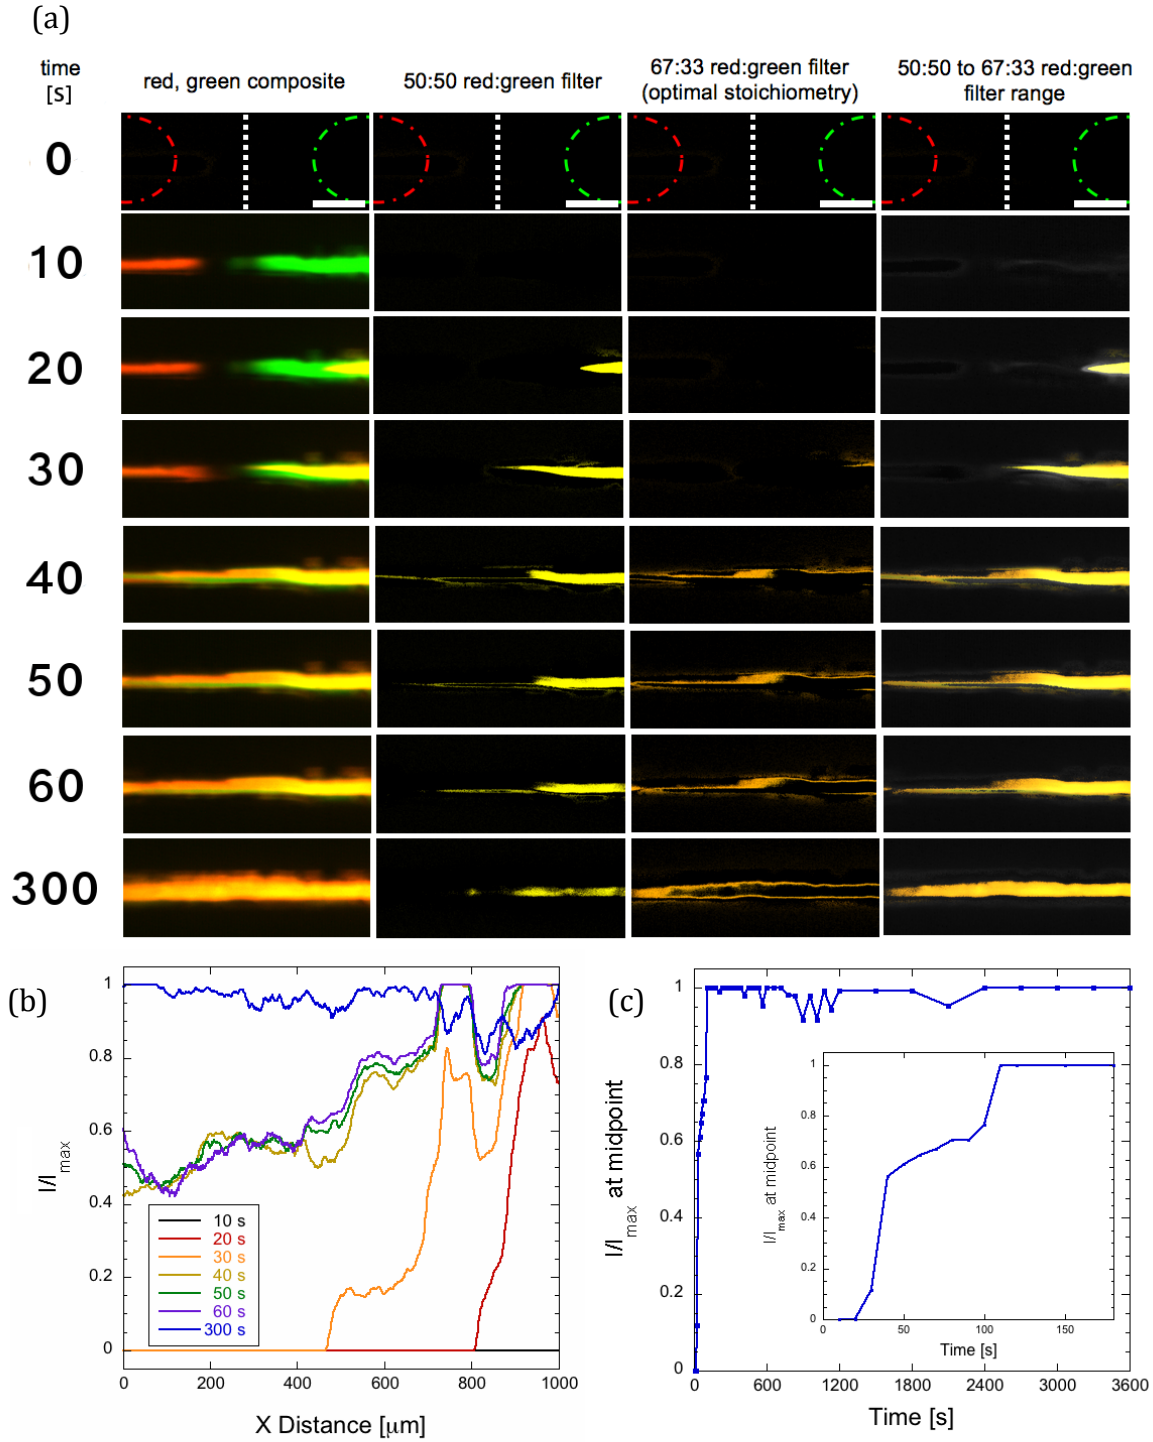 (a)
time
[s]
red, green composite
50:50 red:green filter
67:33 red:green filter
(optimal stoichiometry)
50:50 to 67:33 red:green
filter range
0
10
20
30
40
50
60
300
(b)
1
0.8
0.6
0.4
0.2
0
I/I max
10 s
20 s
30 s
40 s
50 s
60 s
300 s
0 200 400 600 800 1000
X Distance [μm]
(c)
1
0.8
0.6
0.4
0.2
0
I/I max at midpoint
0 600 1200 1800 2400 3000 3600
Time [s]
1
0.8
0.6
0.4
0.2
0
I/I max at midpoint
0 50 100 150
Time [s]